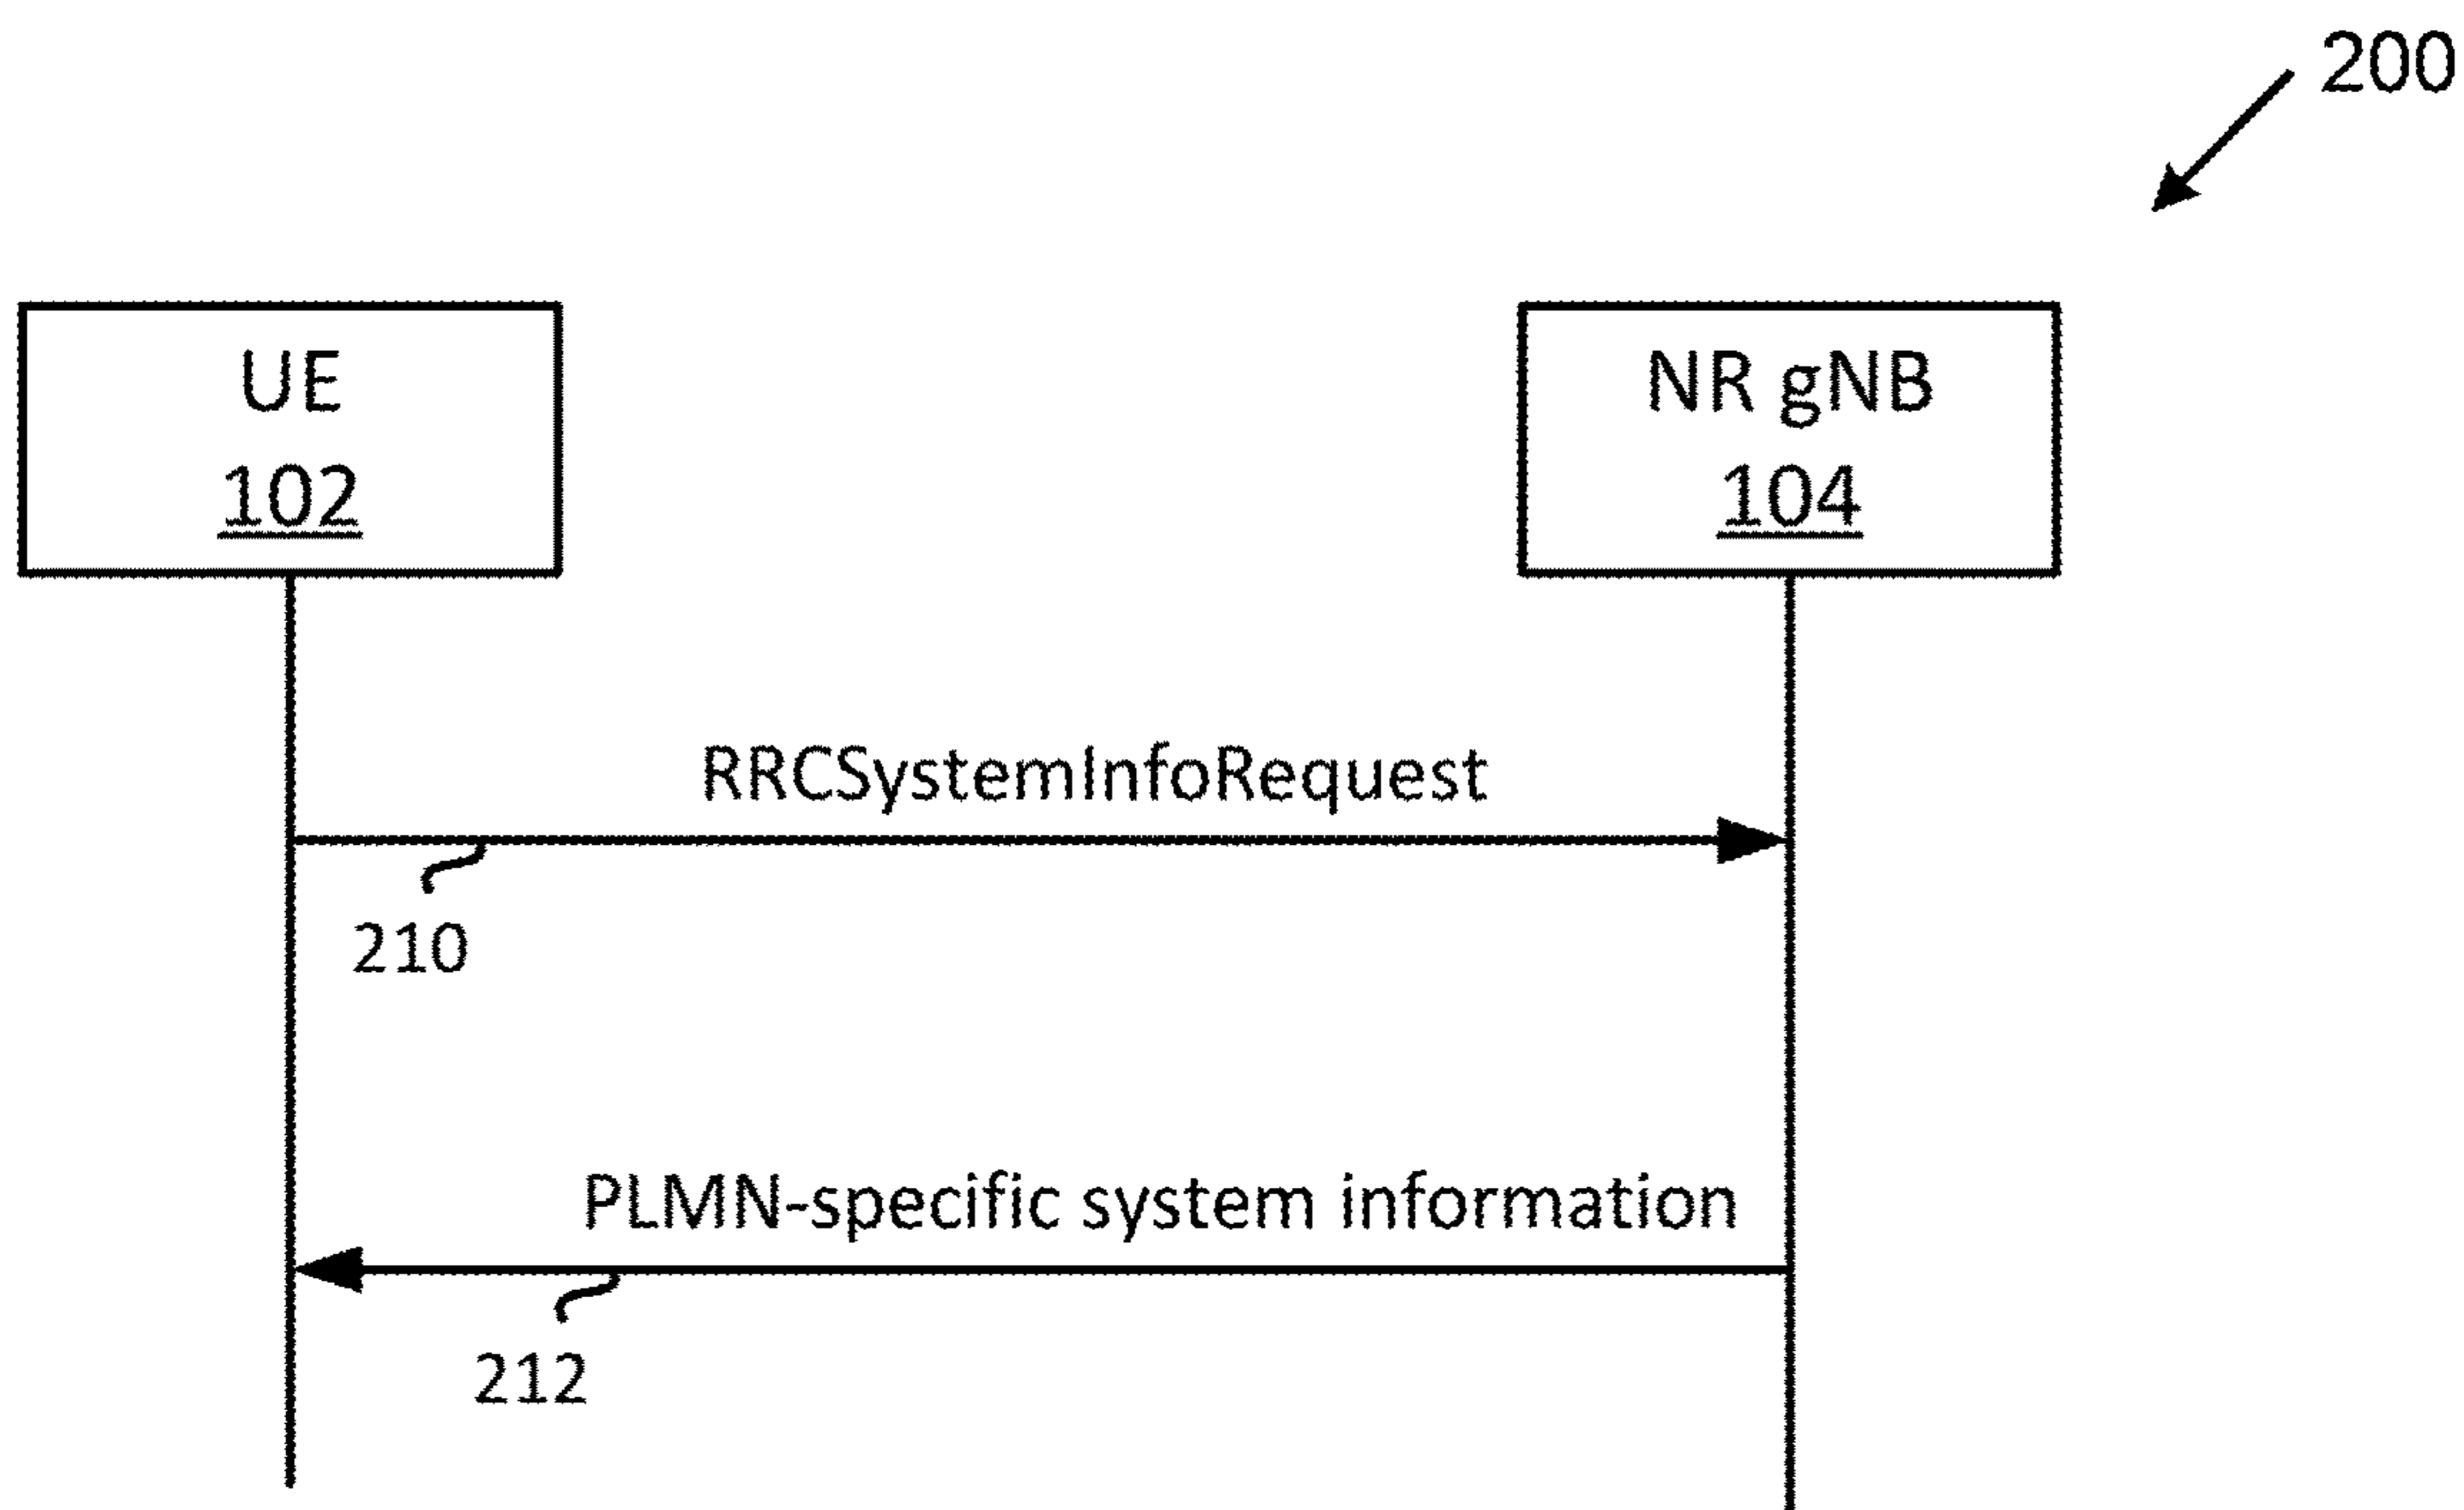 200
UE
102
NR gNB
104
RRCSystemInfoRequest
210
PLMN-specific system information
212